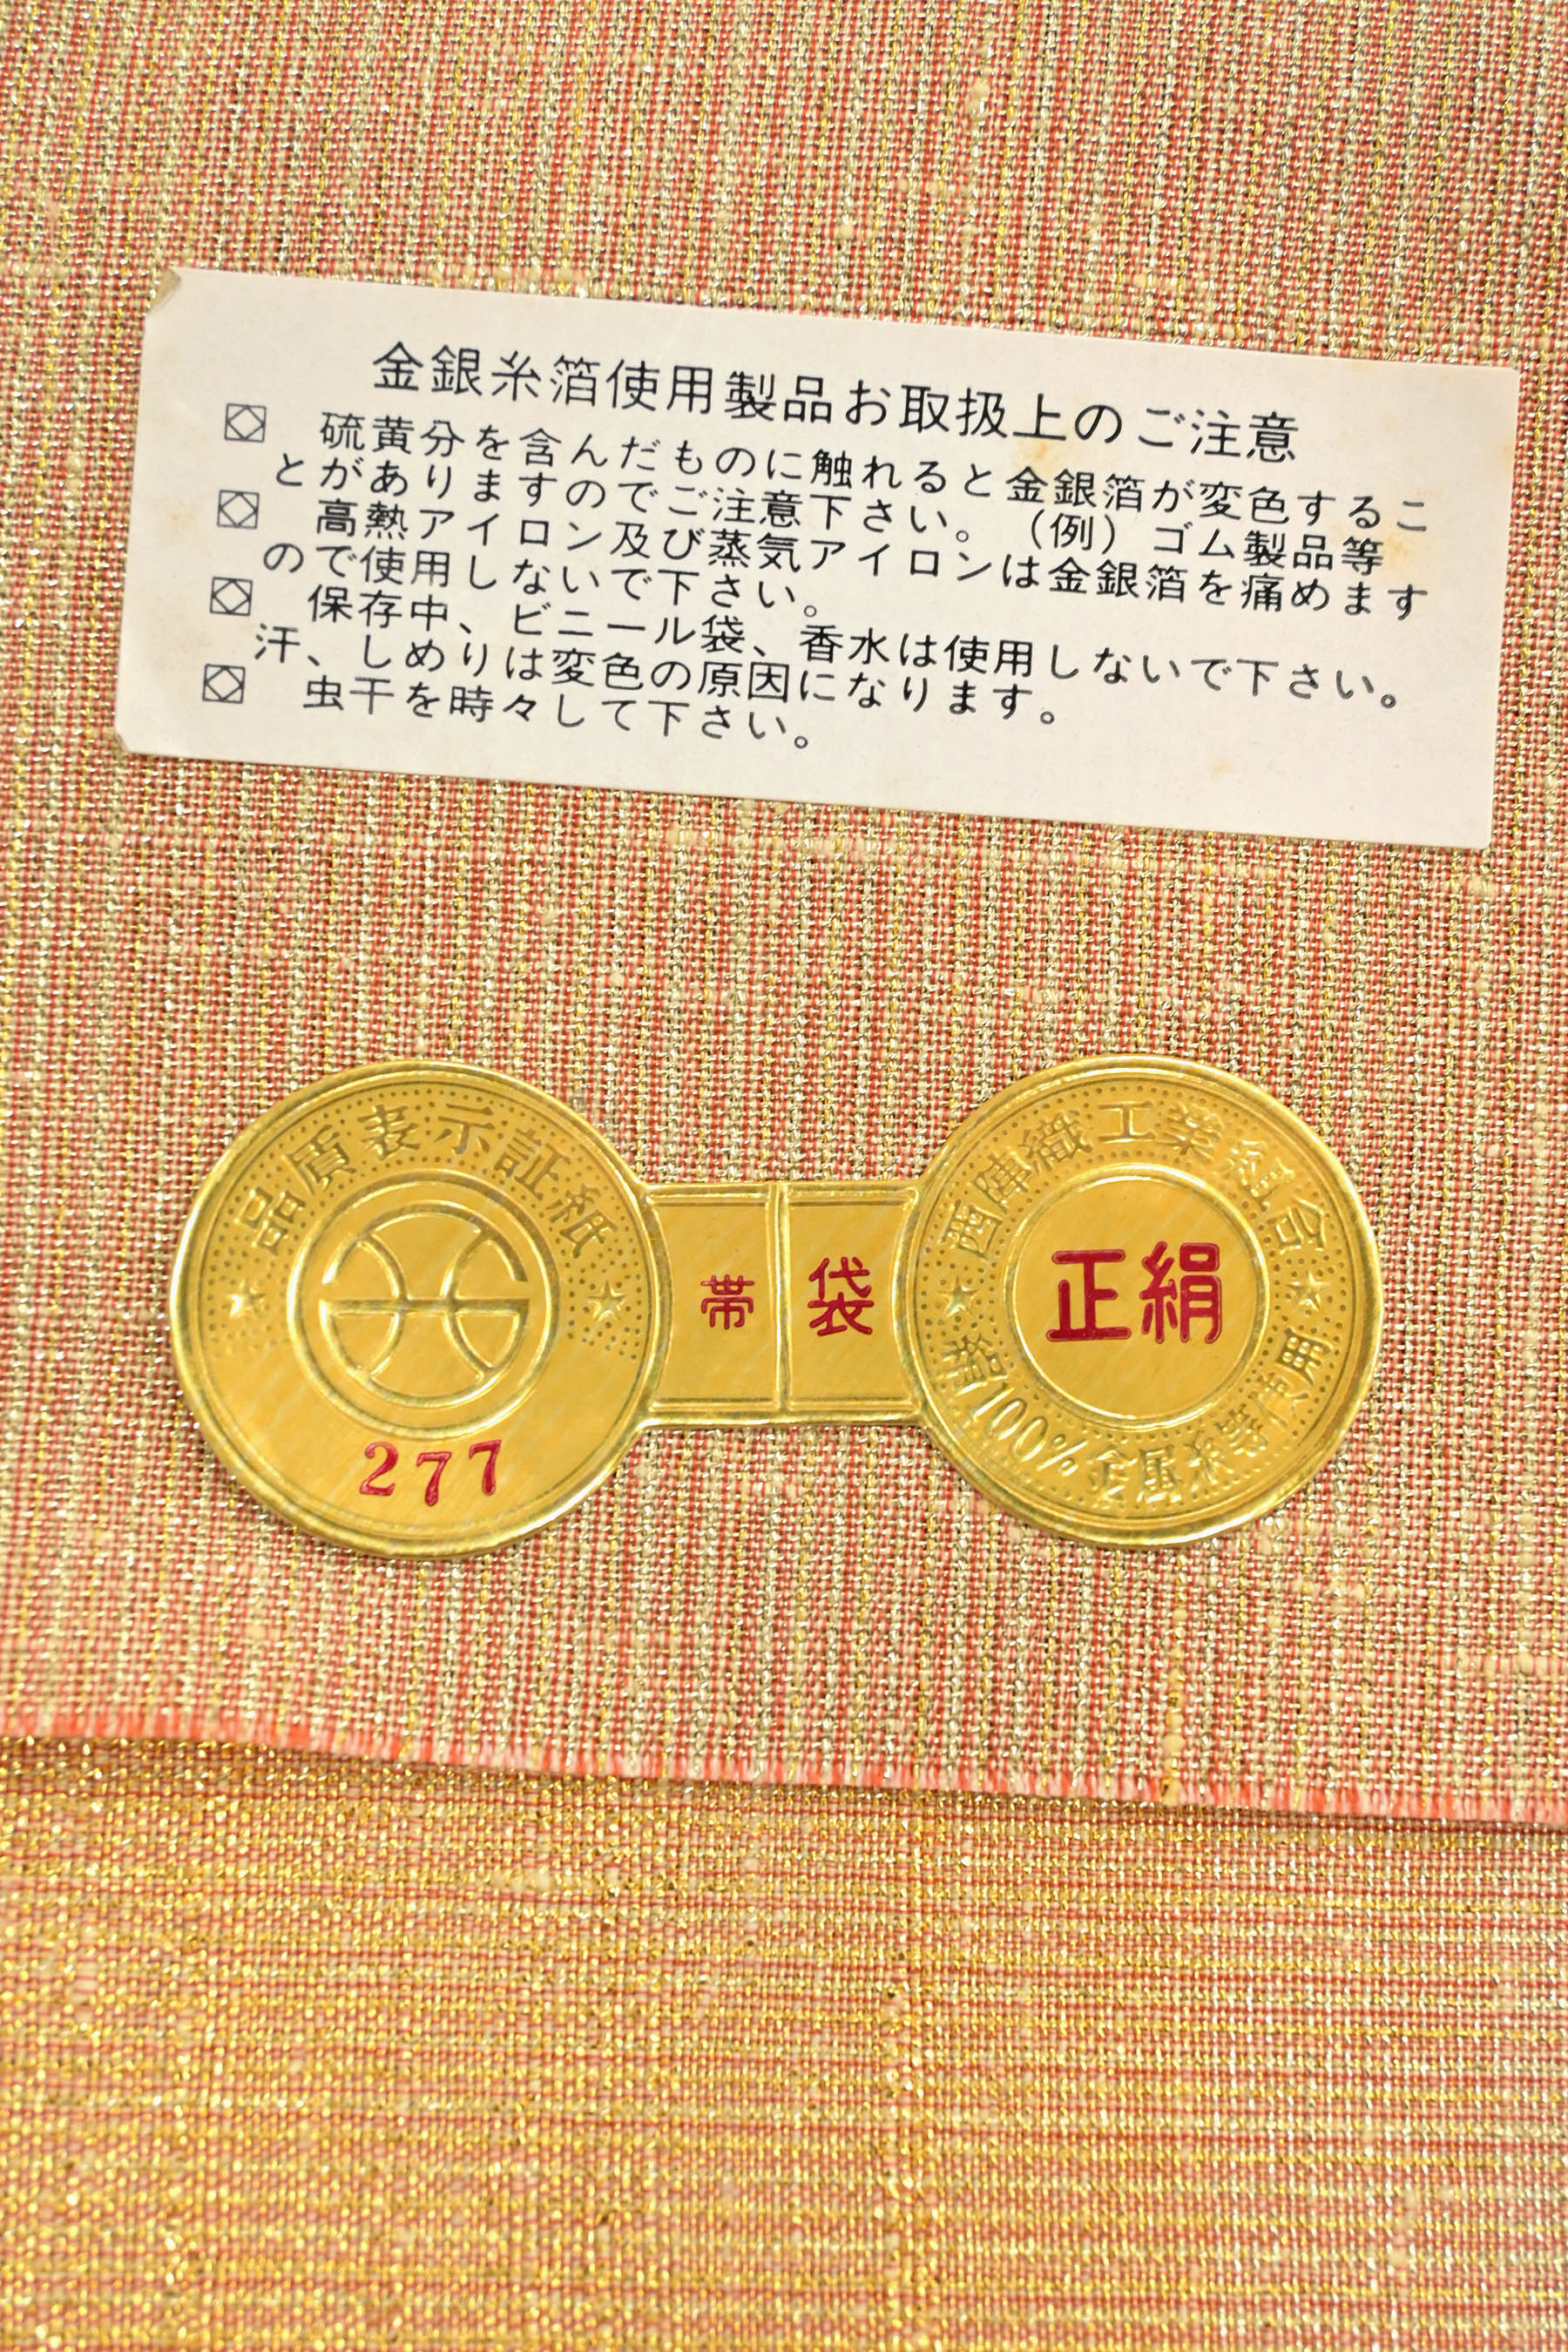 金銀糸箔使用製品お取扱上のご注意
硫黄分を含んだものに触れると金銀箔が変色するこ
とがありますのでご注意下さい。（例）ゴム製品等
高熱アイロン及び蒸気アイロンは金銀箔を痛めます
ので使用しないで下さい。
保存中、ビニール袋、香水は使用しないで下さい。
汗、しめりは変色の原因になります。
虫干を時々して下さい。
品質表示証紙
277
帯
袋
西陣織工業組合
正絹
絹100%金属糸等使用